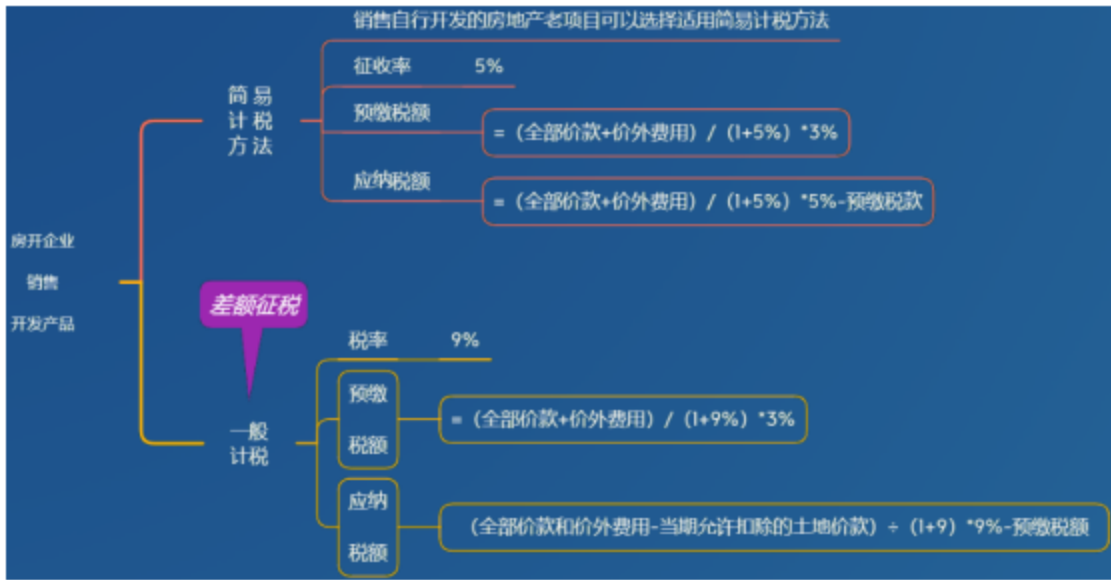 销售自行开发的房地产老项目可以选择适用简易计税方法
征收率 5%
简易
计税
方法
预缴税额
=（全部价款+价外费用）/（1+5%）*3%
应纳税额
=（全部价款+价外费用）/（1+5%）*5%-预缴税款
房开企业
销售
开发产品
差额征税
税率 9%
一般
计税
预缴
税额
=（全部价款+价外费用）/（1+9%）*3%
应纳
税额
（全部价款和价外费用-当期允许扣除的土地价款）÷（1+9）*9%-预缴税额